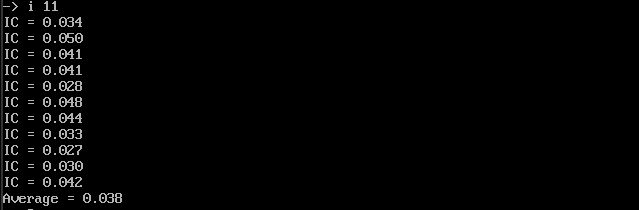 -> i 11
IC = 0.034
IC = 0.050
IC = 0.041
IC = 0.041
IC = 0.028
IC = 0.048
IC = 0.044
IC = 0.033
IC = 0.027
IC = 0.030
IC = 0.042
Average = 0.038